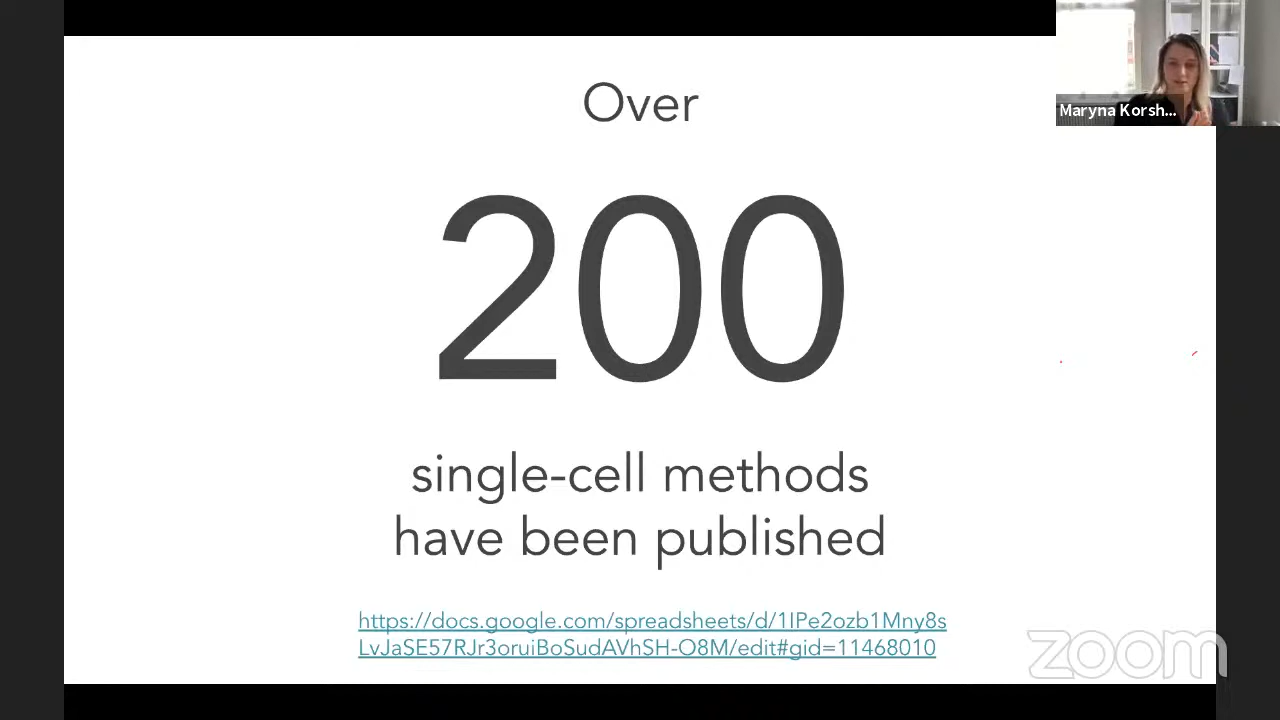 Over
Maryna Korsh...
200
single-cell methods
have been published
https://docs.google.com/spreadsheets/d/1IPe2ozb1Mny8s
LvJaSE57RJr3oruiBoSudAVhSH-O8M/edit#gid=11468010
zoom